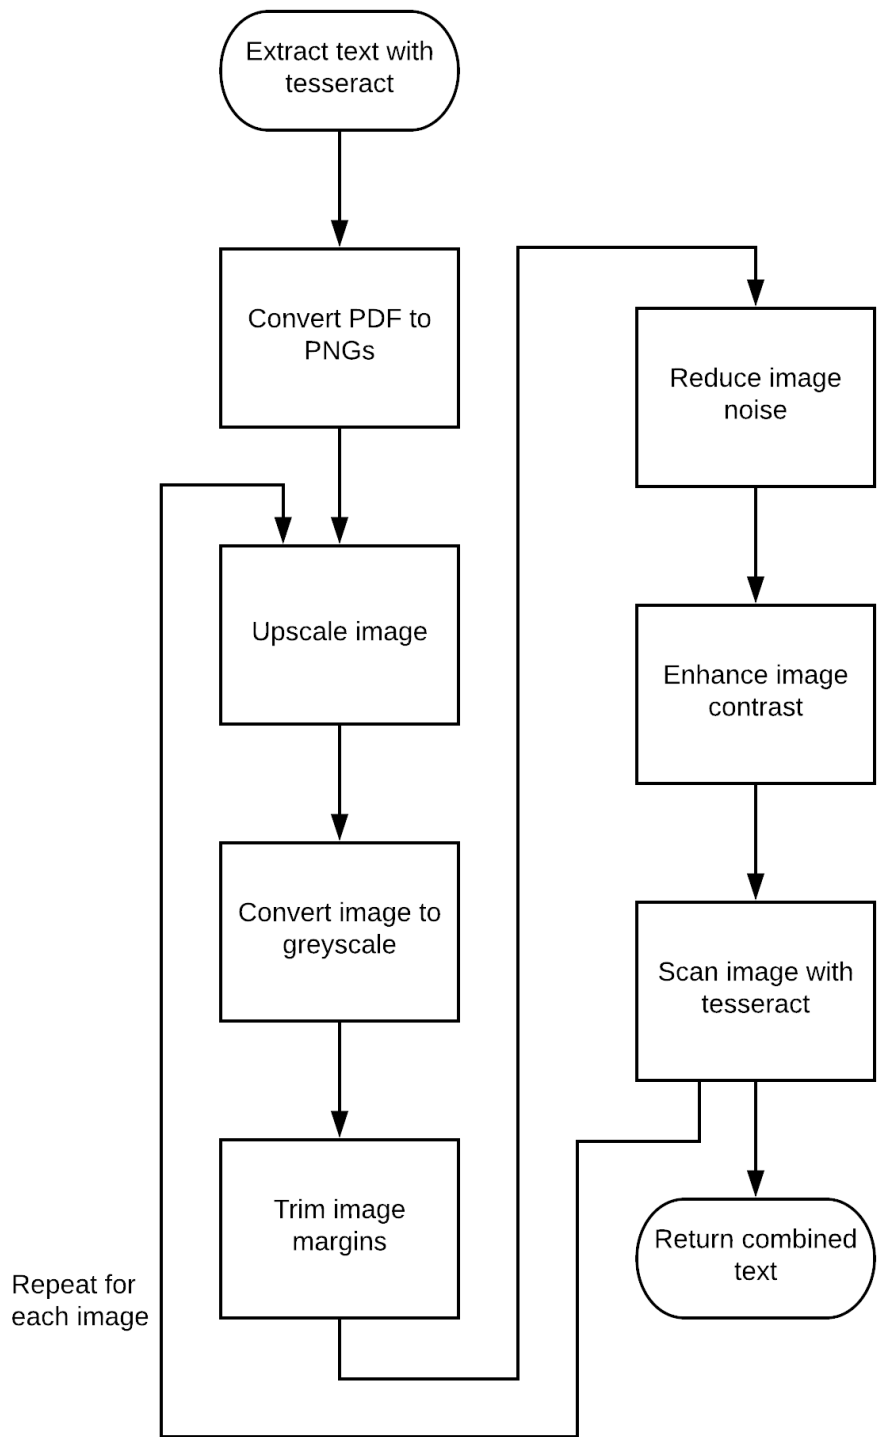 Extract text with
tesseract
Convert PDF to
PNGs
Upscale image
Convert image to
greyscale
Trim image
margins
Reduce image
noise
Enhance image
contrast
Scan image with
tesseract
Return combined
text
Repeat for
each image